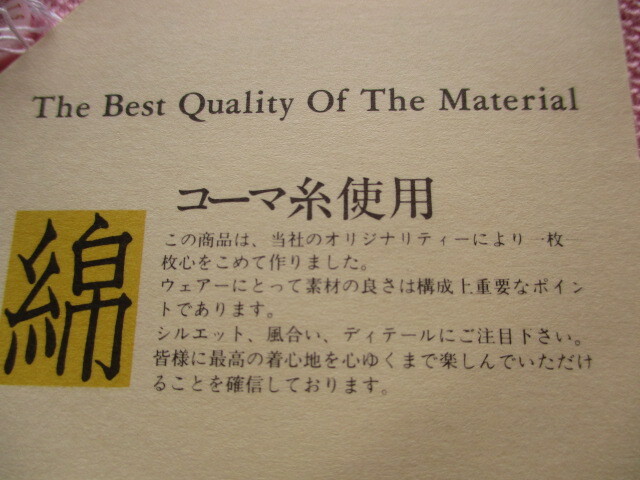 The Best Quality Of The Material
コーマ糸使用
綿
この商品は、当社のオリジナリティーにより一枚一
枚心をこめて作りました。
ウェアーにとって素材の良さは構成上重要なポイン
トであります。
シルエット、風合い、ディテールにご注目下さい。
皆様に最高の着心地を心ゆくまで楽しんでいただけ
ることを確信しております。